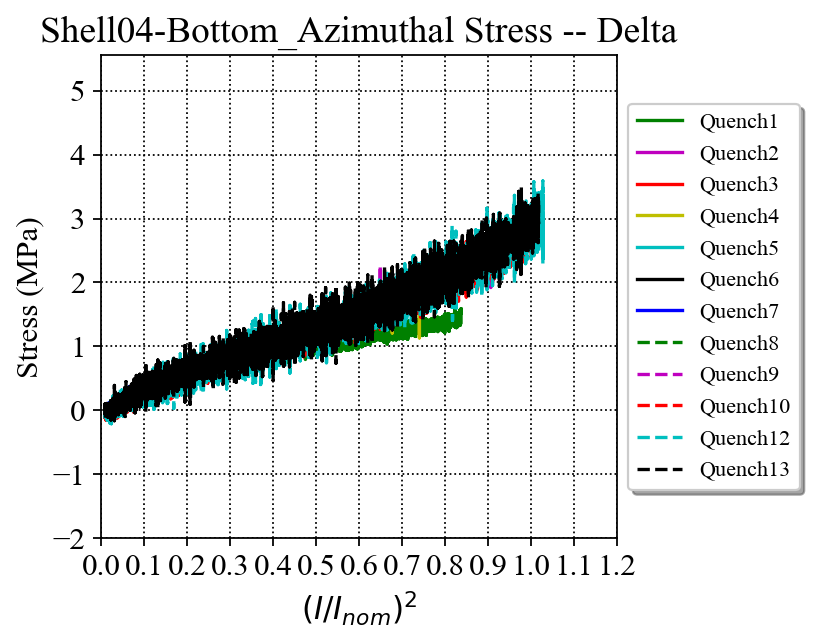 Shell04-Bottom_Azimuthal Stress -- Delta
5
4
3
2
1
0
−1
−2
Stress (MPa)
0.0 0.1 0.2 0.3 0.4 0.5 0.6 0.7 0.8 0.9 1.0 1.1 1.2
(I/I_nom)^2
Quench1
Quench2
Quench3
Quench4
Quench5
Quench6
Quench7
Quench8
Quench9
Quench10
Quench12
Quench13